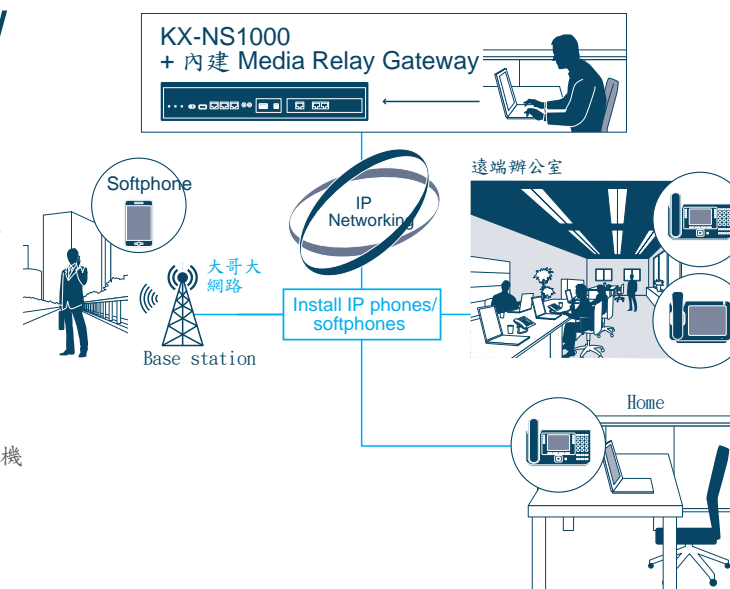 KX-NS1000
+ 內建 Media Relay Gateway
遠端辦公室
Softphone
IP
Networking
大哥大
網路
Install IP phones/
softphones
Base station
Home
機